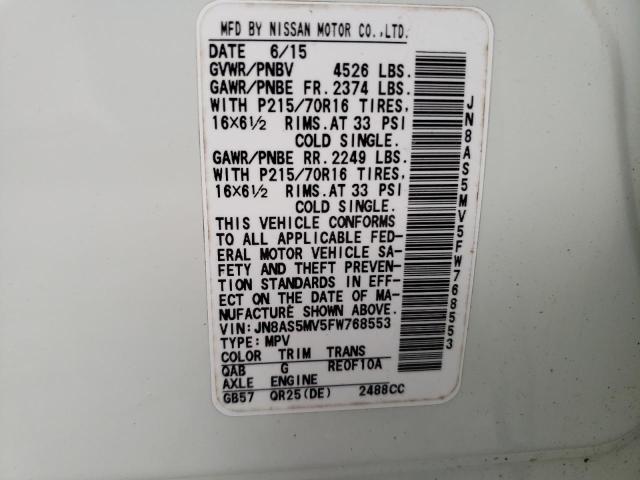 MFD BY NISSAN MOTOR CO.,LTD.
DATE 6/15
GVWR/PNBV 4526 LBS.
GAWR/PNBE FR. 2374 LBS.
WITH P215/70R16 TIRES,
16X6½ RIMS. AT 33 PSI
COLD SINGLE.
GAWR/PNBE RR. 2249 LBS.
WITH P215/70R16 TIRES,
16X6½ RIMS. AT 33 PSI
COLD SINGLE.
THIS VEHICLE CONFORMS
TO ALL APPLICABLE FED-
ERAL MOTOR VEHICLE SA-
FETY AND THEFT PREVEN-
TION STANDARDS IN EFF-
ECT ON THE DATE OF MA-
NUFACTURE SHOWN ABOVE.
VIN: JN8AS5MV5FW768553
TYPE: MPV
COLOR TRIM TRANS
QAB G RE0F10A
AXLE ENGINE
GB57 QR25(DE) 2488CC
JN8AS5MV5FW768553